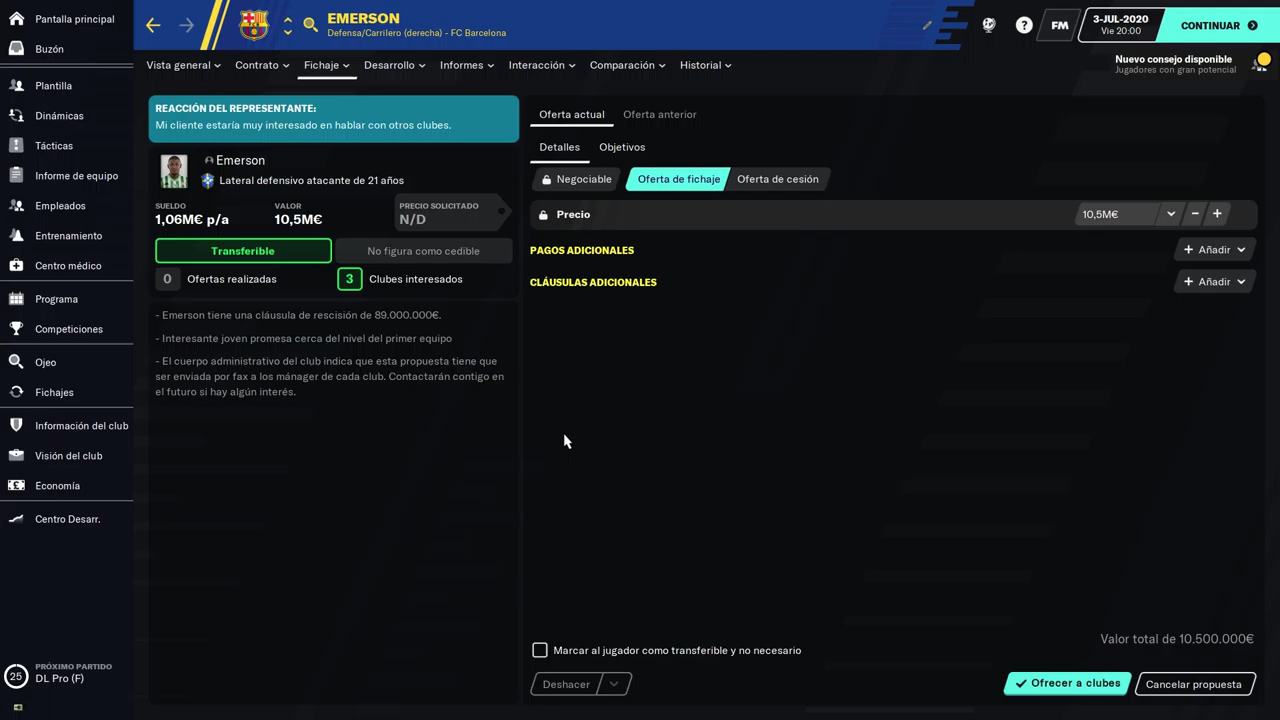 Pantalla principal
Buzón
Plantilla
Dinámicas
Tácticas
Informe de equipo
Empleados
Entrenamiento
Centro médico
Programa
Competiciones
Ojeo
Fichajes
Información del club
Visión del club
Economía
Centro Desarr.
25
PRÓXIMO PARTIDO
DL Pro (F)
EMERSON
Defensa/Carrilero (derecha) - FC Barcelona
?
FM
3-JUL-2020
Vie 20:00
CONTINUAR
Vista general
Contrato
Fichaje
Desarrollo
Informes
Interacción
Comparación
Historial
Nuevo consejo disponible
Jugadores con gran potencial
REACCIÓN DEL REPRESENTANTE:
Mi cliente estaría muy interesado en hablar con otros clubes.
Emerson
Lateral defensivo atacante de 21 años
SUELDO
1,06M€ p/a
VALOR
10,5M€
PRECIO SOLICITADO
N/D
Transferible
No figura como cedible
0 Ofertas realizadas
3 Clubes interesados
- Emerson tiene una cláusula de rescisión de 89.000.000€.
- Interesante joven promesa cerca del nivel del primer equipo
- El cuerpo administrativo del club indica que esta propuesta tiene que
ser enviada por fax a los mánager de cada club. Contactarán contigo en
el futuro si hay algún interés.
Oferta actual
Oferta anterior
Detalles
Objetivos
Negociable
Oferta de fichaje
Oferta de cesión
Precio
10,5M€
- +
PAGOS ADICIONALES
+ Añadir
CLÁUSULAS ADICIONALES
+ Añadir
Valor total de 10.500.000€
Marcar al jugador como transferible y no necesario
Deshacer
Ofrecer a clubes
Cancelar propuesta